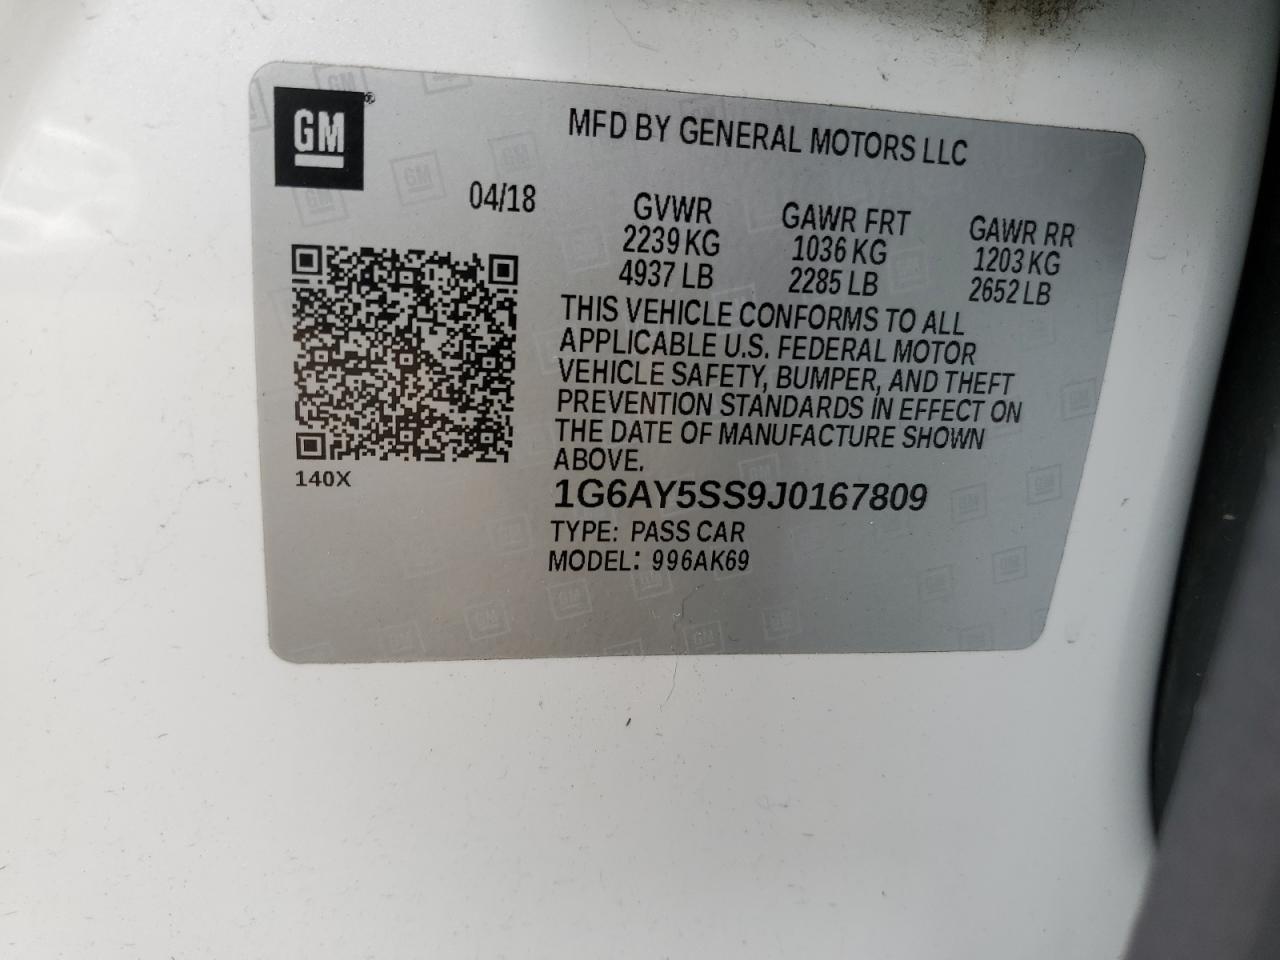 GM®
MFD BY GENERAL MOTORS LLC
04/18
GVWR
2239 KG
4937 LB
GAWR FRT
1036 KG
2285 LB
GAWR RR
1203 KG
2652 LB
THIS VEHICLE CONFORMS TO ALL
APPLICABLE U.S. FEDERAL MOTOR
VEHICLE SAFETY, BUMPER, AND THEFT
PREVENTION STANDARDS IN EFFECT ON
THE DATE OF MANUFACTURE SHOWN
ABOVE.
140X
1G6AY5SS9J0167809
TYPE: PASS CAR
MODEL: 996AK69